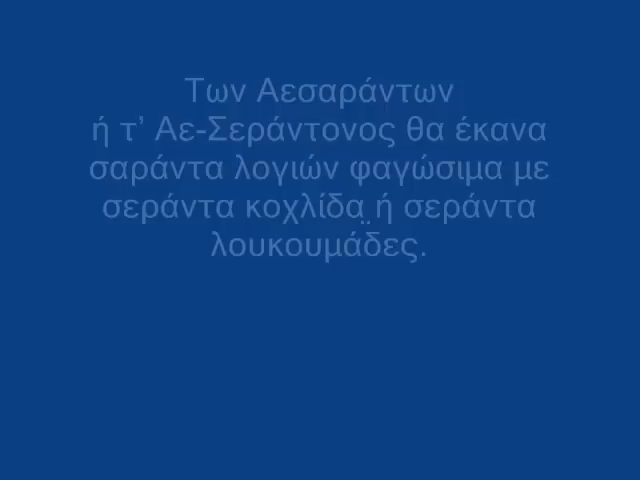 Των Αεσαράντων
ή τ’ Αε-Σεράντονος θα έκανα
σαράντα λογιών φαγώσιμα με
σεράντα κοχλίδα̤ ή σεράντα
λουκουμάδες.